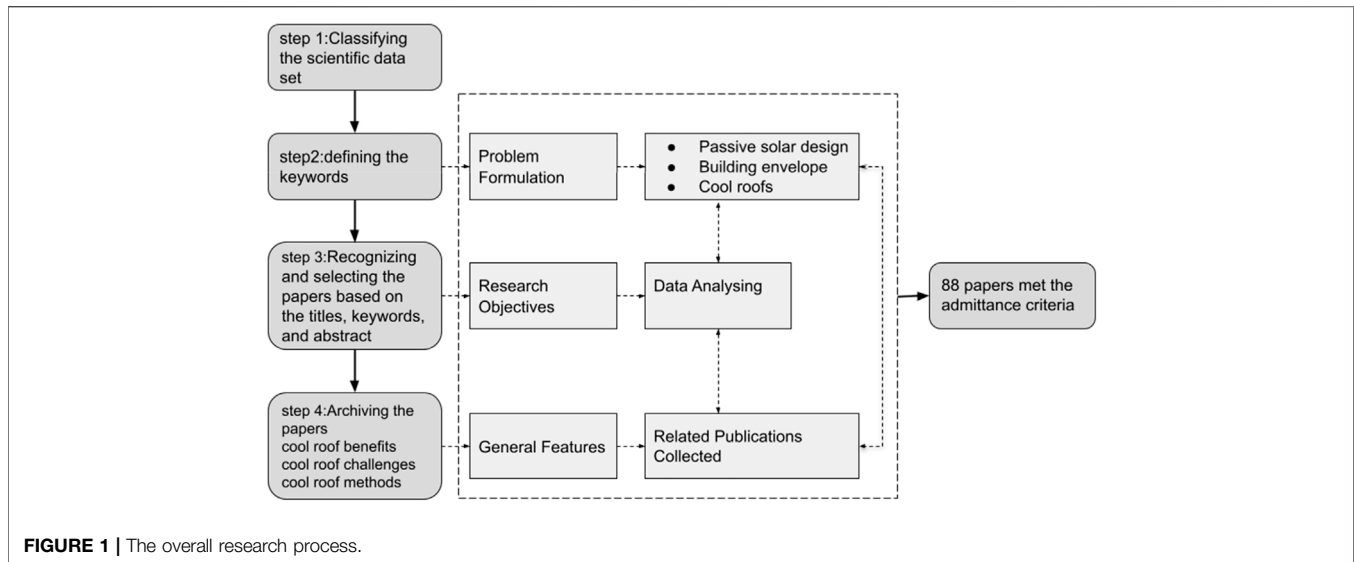 step 1:Classifying
the scientific data
set
step2:defining the
keywords
Problem
Formulation
● Passive solar design
● Building envelope
● Cool roofs
step 3:Recognizing
and selecting the
papers based on
the titles, keywords,
and abstract
Research
Objectives
Data Analysing
88 papers met the
admittance criteria
step 4:Archiving the
papers
cool roof benefits
cool roof challenges
cool roof methods
General Features
Related Publications
Collected
FIGURE 1 | The overall research process.